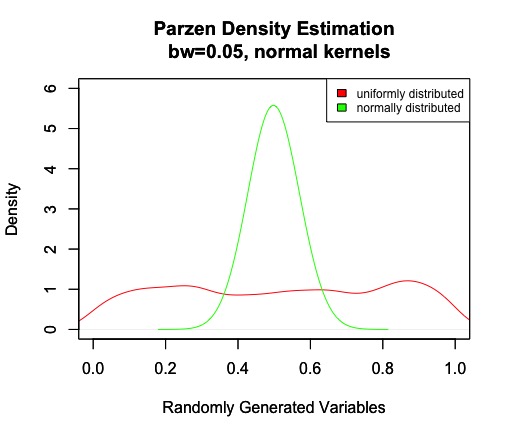 Parzen Density Estimation
bw=0.05, normal kernels
uniformly distributed
normally distributed
6
5
4
3
2
1
0
Density
0.0 0.2 0.4 0.6 0.8 1.0
Randomly Generated Variables